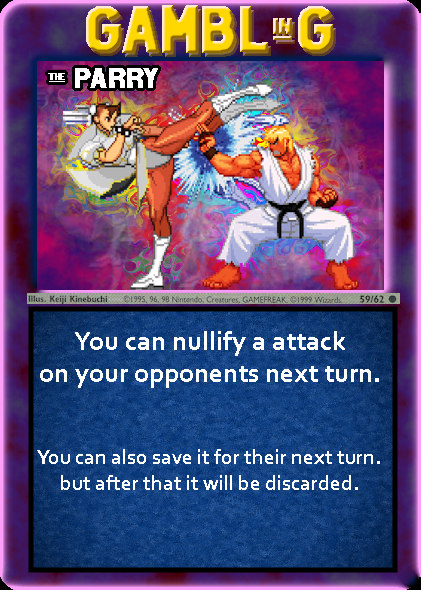 GAMBL IN G
THE PARRY
Illus. Keiji Kinebuchi ©1995, 96, 98 Nintendo, Creatures, GAMEFREAK. ©1999 Wizards. 59/62 ●
You can nullify a attack
on your opponents next turn.
You can also save it for their next turn.
but after that it will be discarded.